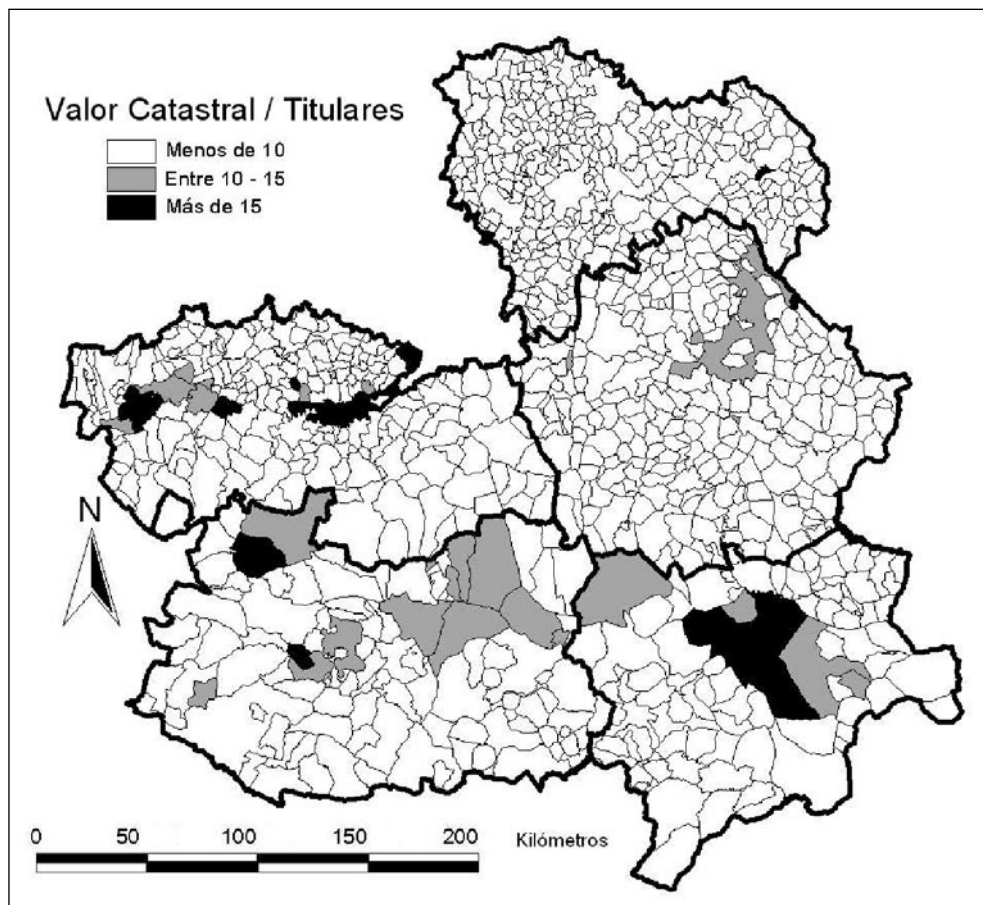 Valor Catastral / Titulares
Menos de 10
Entre 10 - 15
Más de 15
N
0 50 100 150 200 Kilómetros